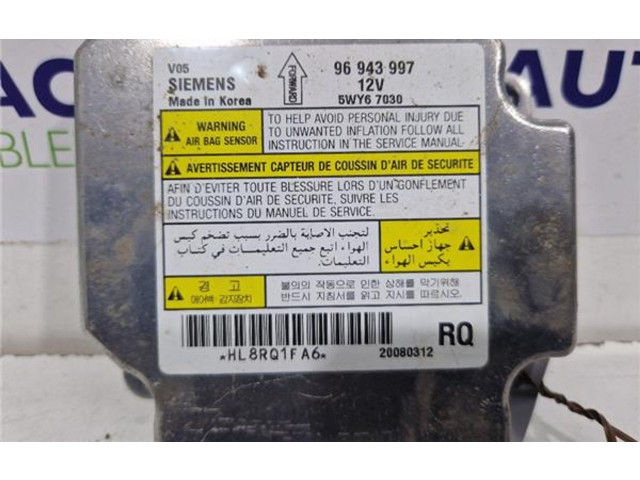 V05
SIEMENS
Made in Korea
FORWARD
96 943 997
12V
5WY6 7030
WARNING
AIR BAG SENSOR
TO HELP AVOID PERSONAL INJURY DUE
TO UNWANTED INFLATION FOLLOW ALL
INSTRUCTION IN THE SERVICE MANUAL.
AVERTISSEMENT CAPTEUR DE COUSSIN D'AIR DE SECURITE
AFIN D'EVITER TOUTE BLESSURE LORS D'UN'GONFLEMENT
DU COUSSIN D'AIR DE SECURITE, SUIVRE LES
INSTRUCTIONS DU MANUEL DE SERVICE.
لتجنب الاصابة بالضرر بسبب تضخم كيس
الهواء اتبع جميع التعليمات في كتاب
التعليمات.
تحذير
جهاز احساس
بكيس الهواء
경 고
에어백 감지장치
불의의 작동으로 인한 상해를 막기위해
반드시 지침서를 읽고 지시를 따르시오.
*HL8RQ1FA6*
20080312
RQ
AC
AUT
BLE